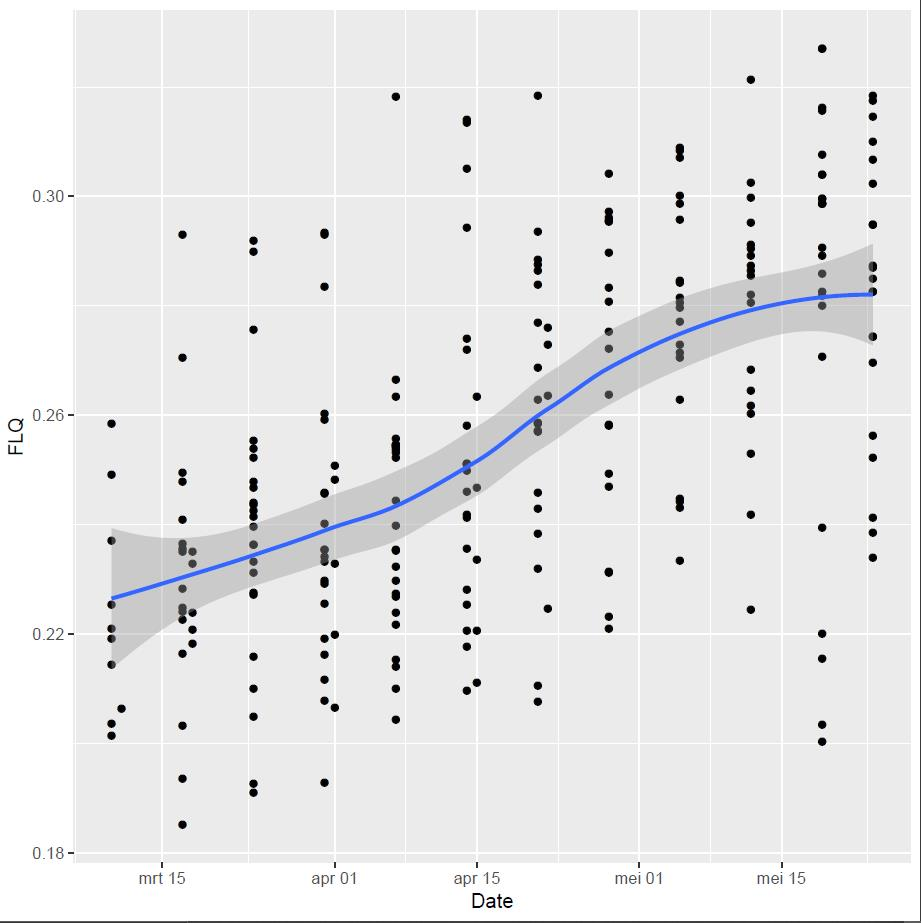 0.30
0.26
FLQ
0.22
0.18
mrt 15
apr 01
apr 15
mei 01
mei 15
Date